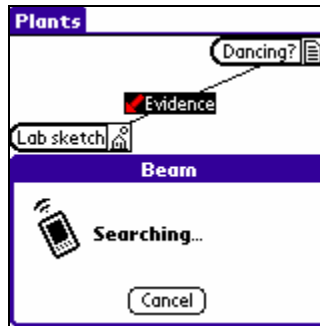 Plants
Dancing?
Evidence
Lab sketch
Beam
Searching...
Cancel